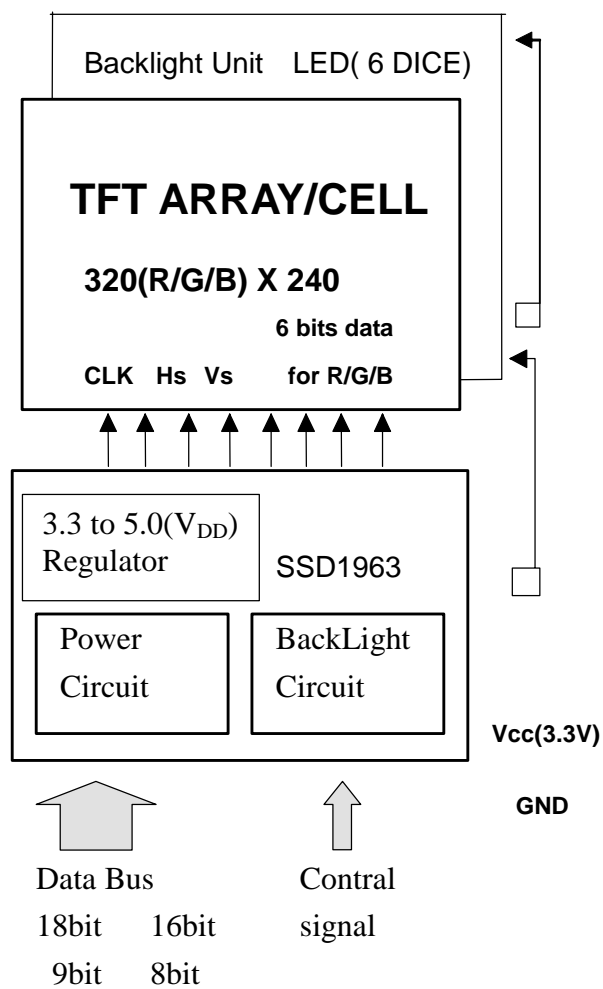 Backlight Unit LED( 6 DICE)
TFT ARRAY/CELL
320(R/G/B) X 240
6 bits data
CLK Hs Vs for R/G/B
3.3 to 5.0(VDD)
Regulator
SSD1963
Power
Circuit
BackLight
Circuit
Vcc(3.3V)
GND
Data Bus
18bit 16bit
9bit 8bit
Contral
signal